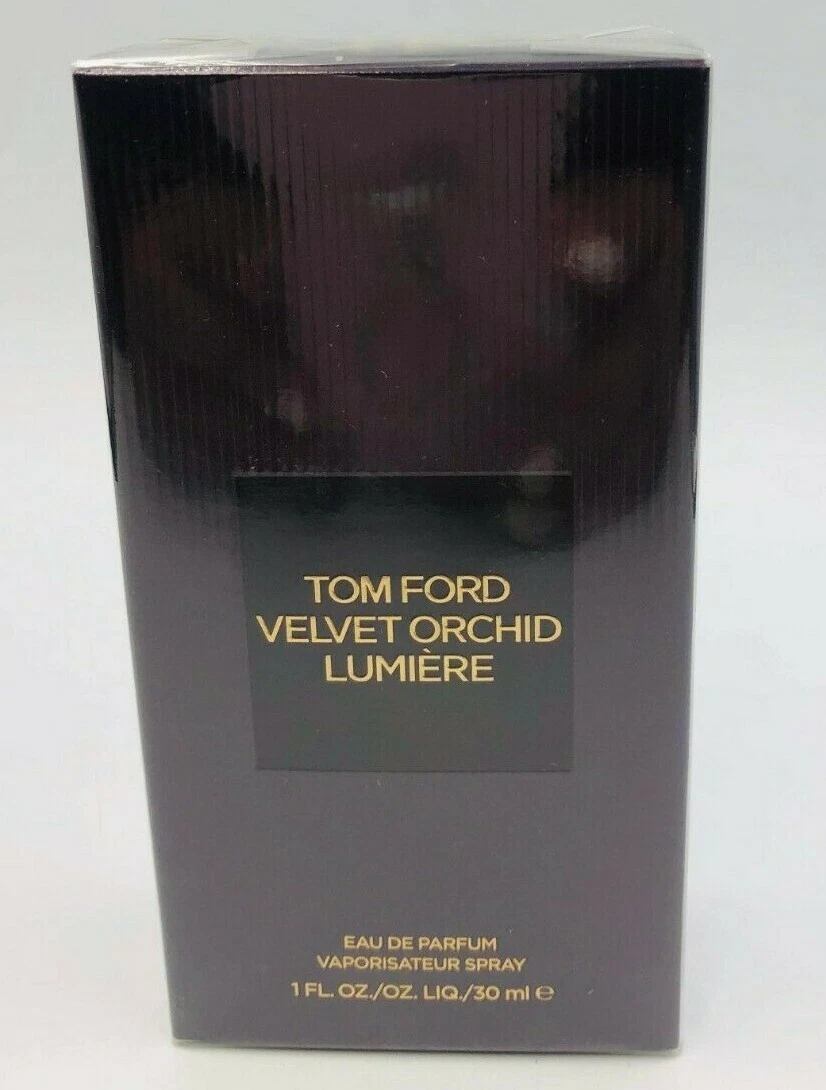 TOM FORD
VELVET ORCHID
LUMIÈRE
EAU DE PARFUM
VAPORISATEUR SPRAY
1 FL. OZ./OZ. LIQ./30 ml ℮